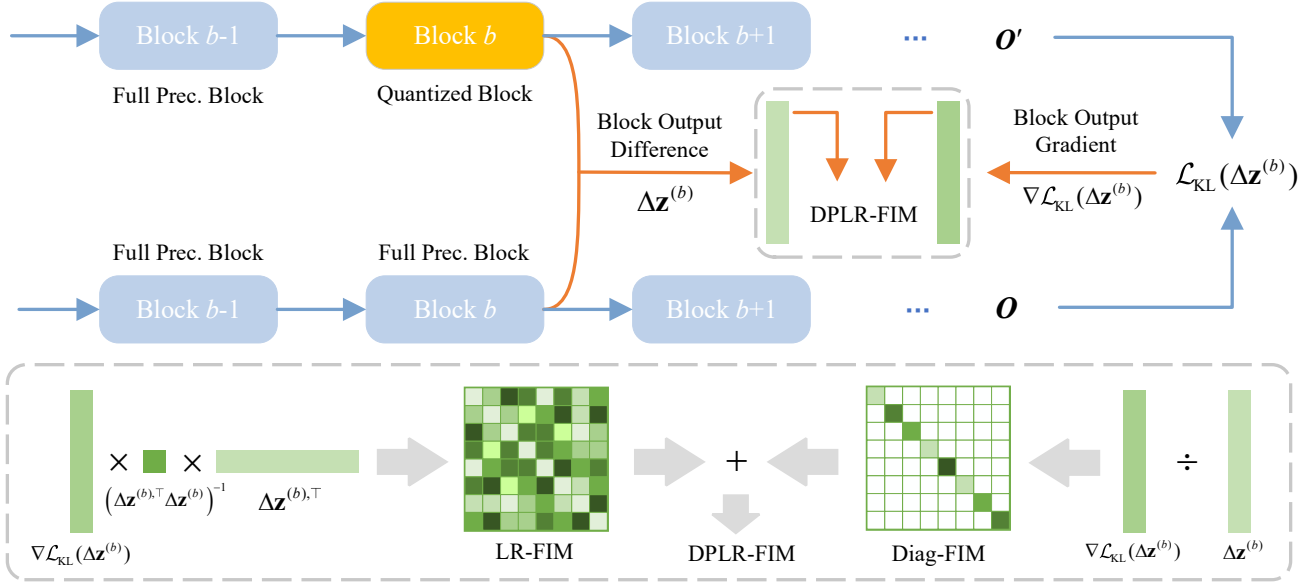 Block b-1
Block b
Block b+1
...
O'
Full Prec. Block
Quantized Block
Block Output
Difference
Δz^(b)
DPLR-FIM
Block Output
Gradient
∇ℒ_KL(Δz^(b))
ℒ_KL(Δz^(b))
Full Prec. Block
Full Prec. Block
Block b-1
Block b
Block b+1
...
O
∇ℒ_KL(Δz^(b))
×
(Δz^(b),⊤ Δz^(b))^-1
×
Δz^(b),⊤
LR-FIM
+
DPLR-FIM
Diag-FIM
∇ℒ_KL(Δz^(b))
÷
Δz^(b)